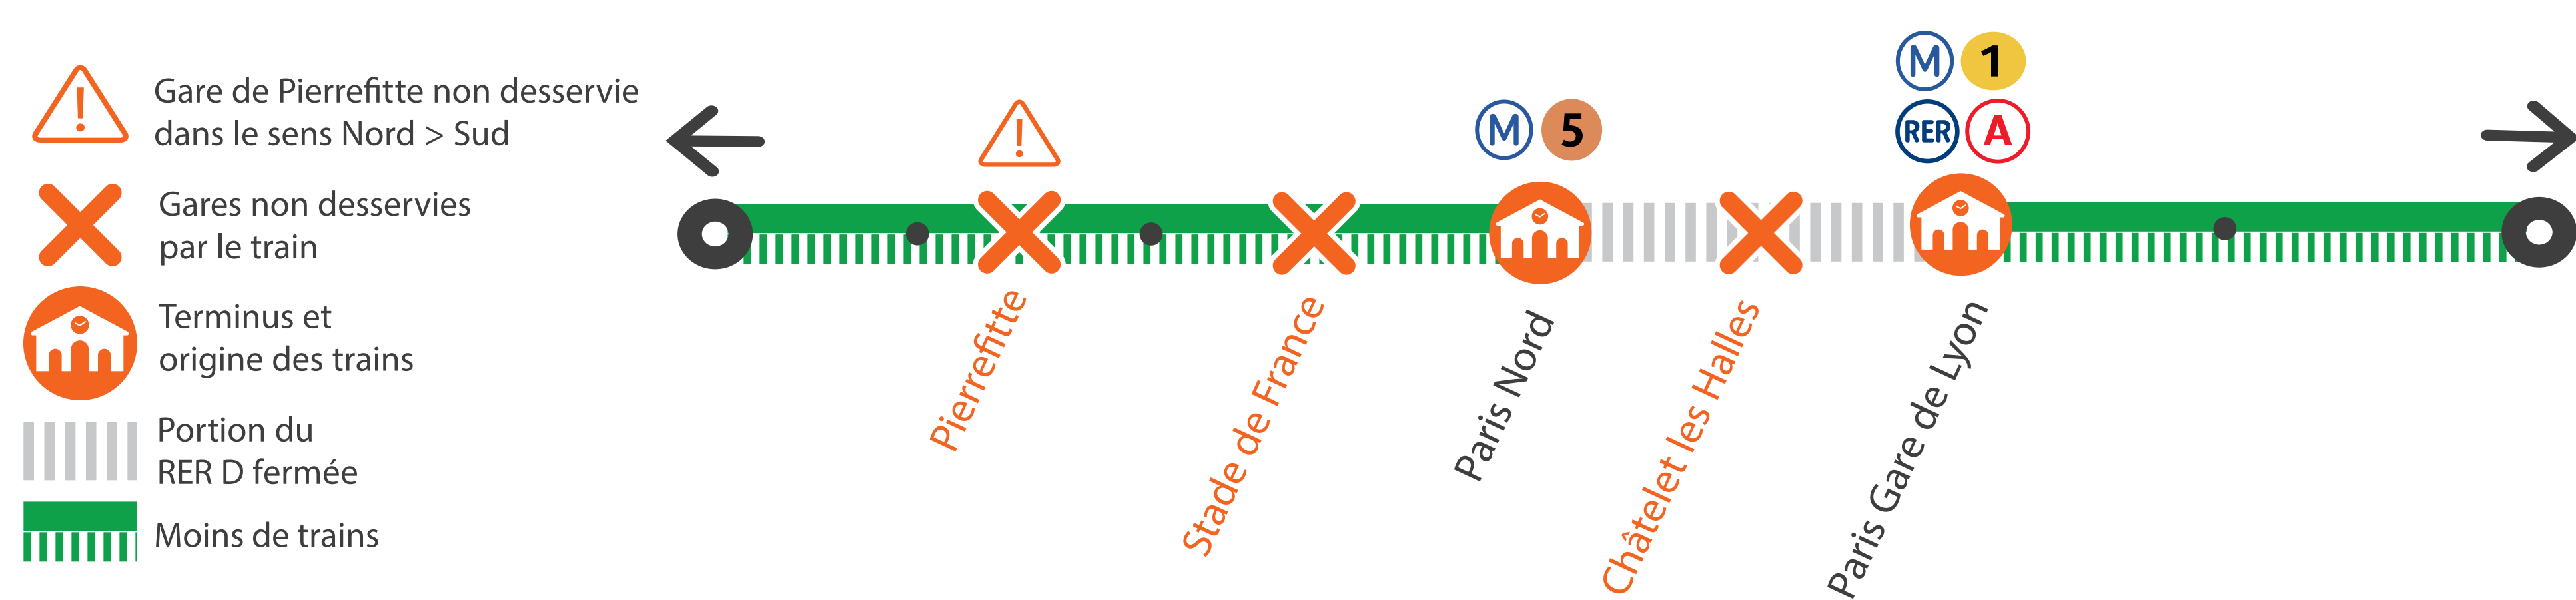 Gare de Pierrefitte non desservie
dans le sens Nord > Sud
Gares non desservies
par le train
Terminus et
origine des trains
Portion du
RER D fermée
Moins de trains
M 5
M 1
RER A
Pierrefitte
Stade de France
Paris Nord
Châtelet les Halles
Paris Gare de Lyon